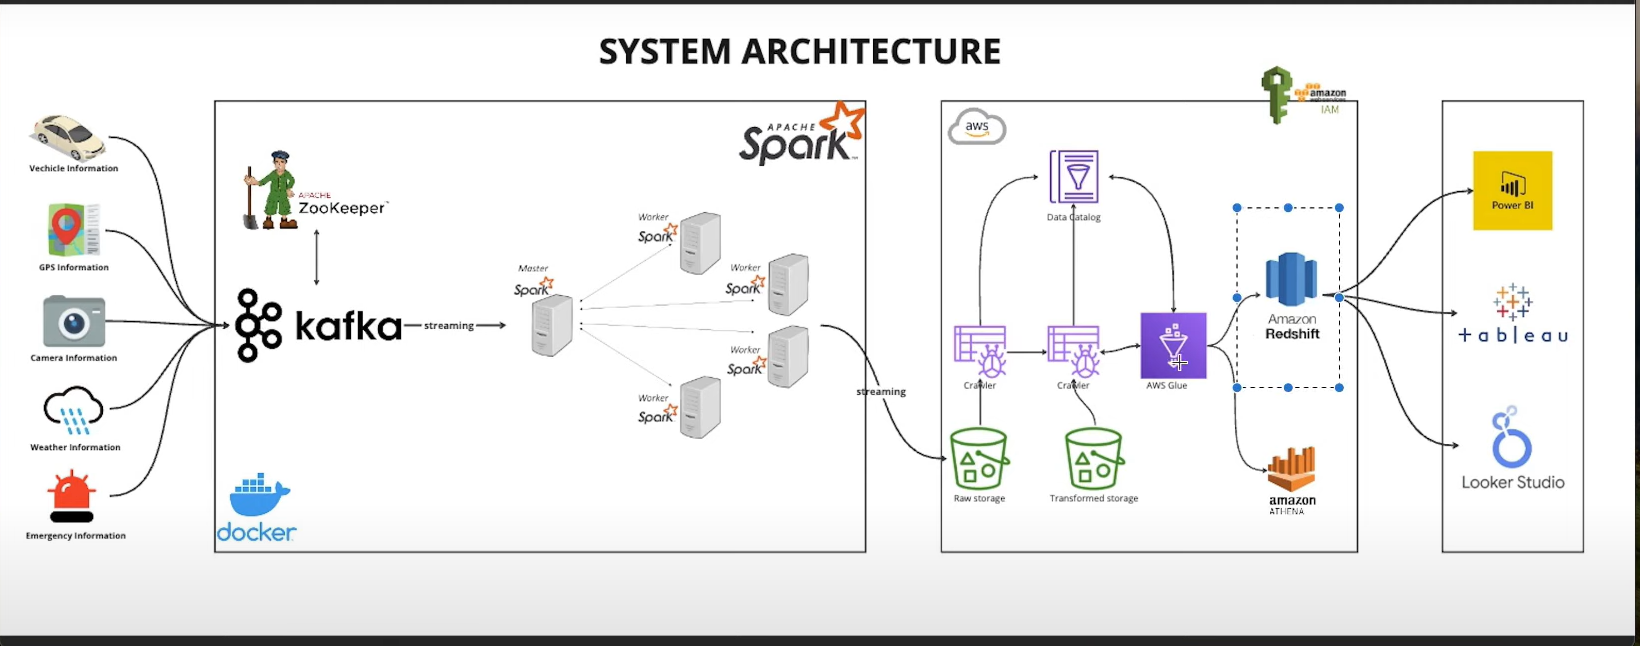 SYSTEM ARCHITECTURE
Vechicle Information
GPS Information
Camera Information
Weather Information
Emergency Information
APACHE
ZooKeeper
kafka
streaming
docker
APACHE
Spark
Master
Spark
Worker
Spark
Worker
Spark
Worker
Spark
Worker
Spark
streaming
aws
amazon
web services
IAM
Data Catalog
Crawler
Crawler
AWS Glue
Raw storage
Transformed storage
Amazon
Redshift
amazon
ATHENA
Power BI
+ableau
Looker Studio